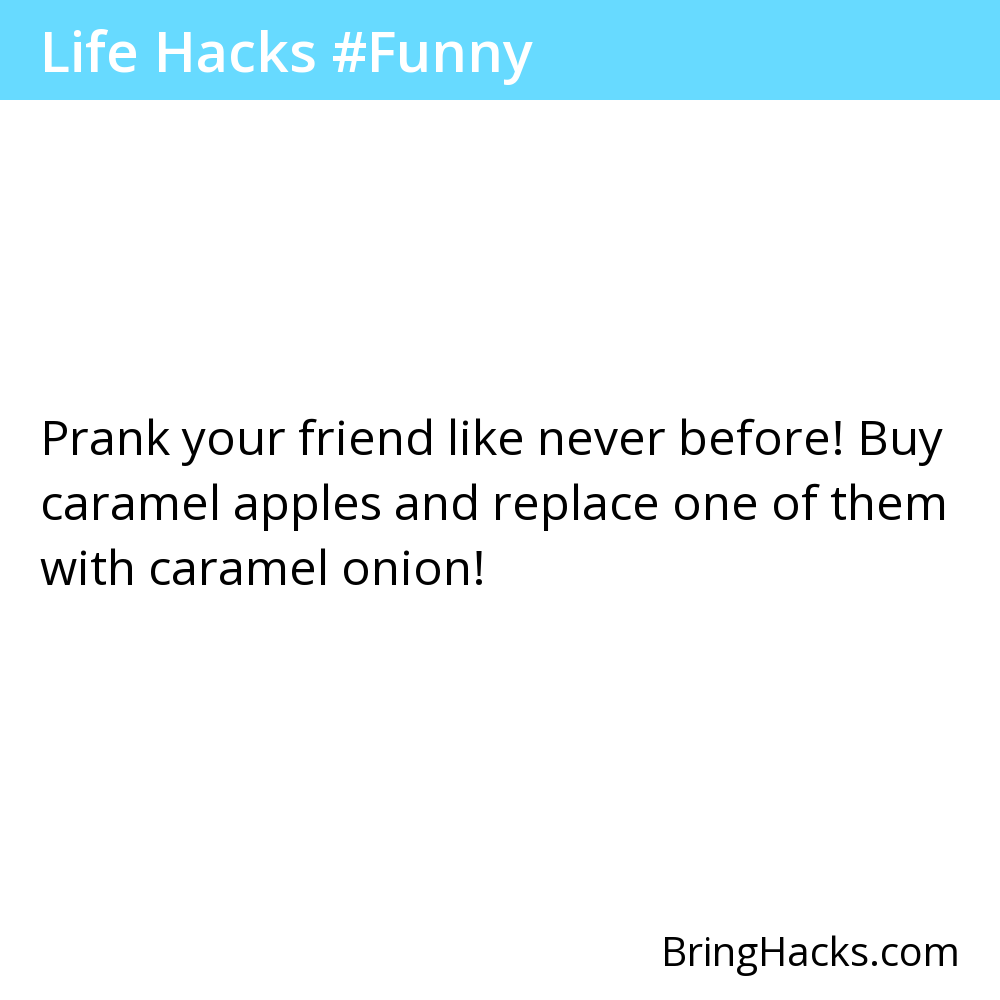 Life Hacks #Funny
Prank your friend like never before! Buy
caramel apples and replace one of them
with caramel onion!
BringHacks.com